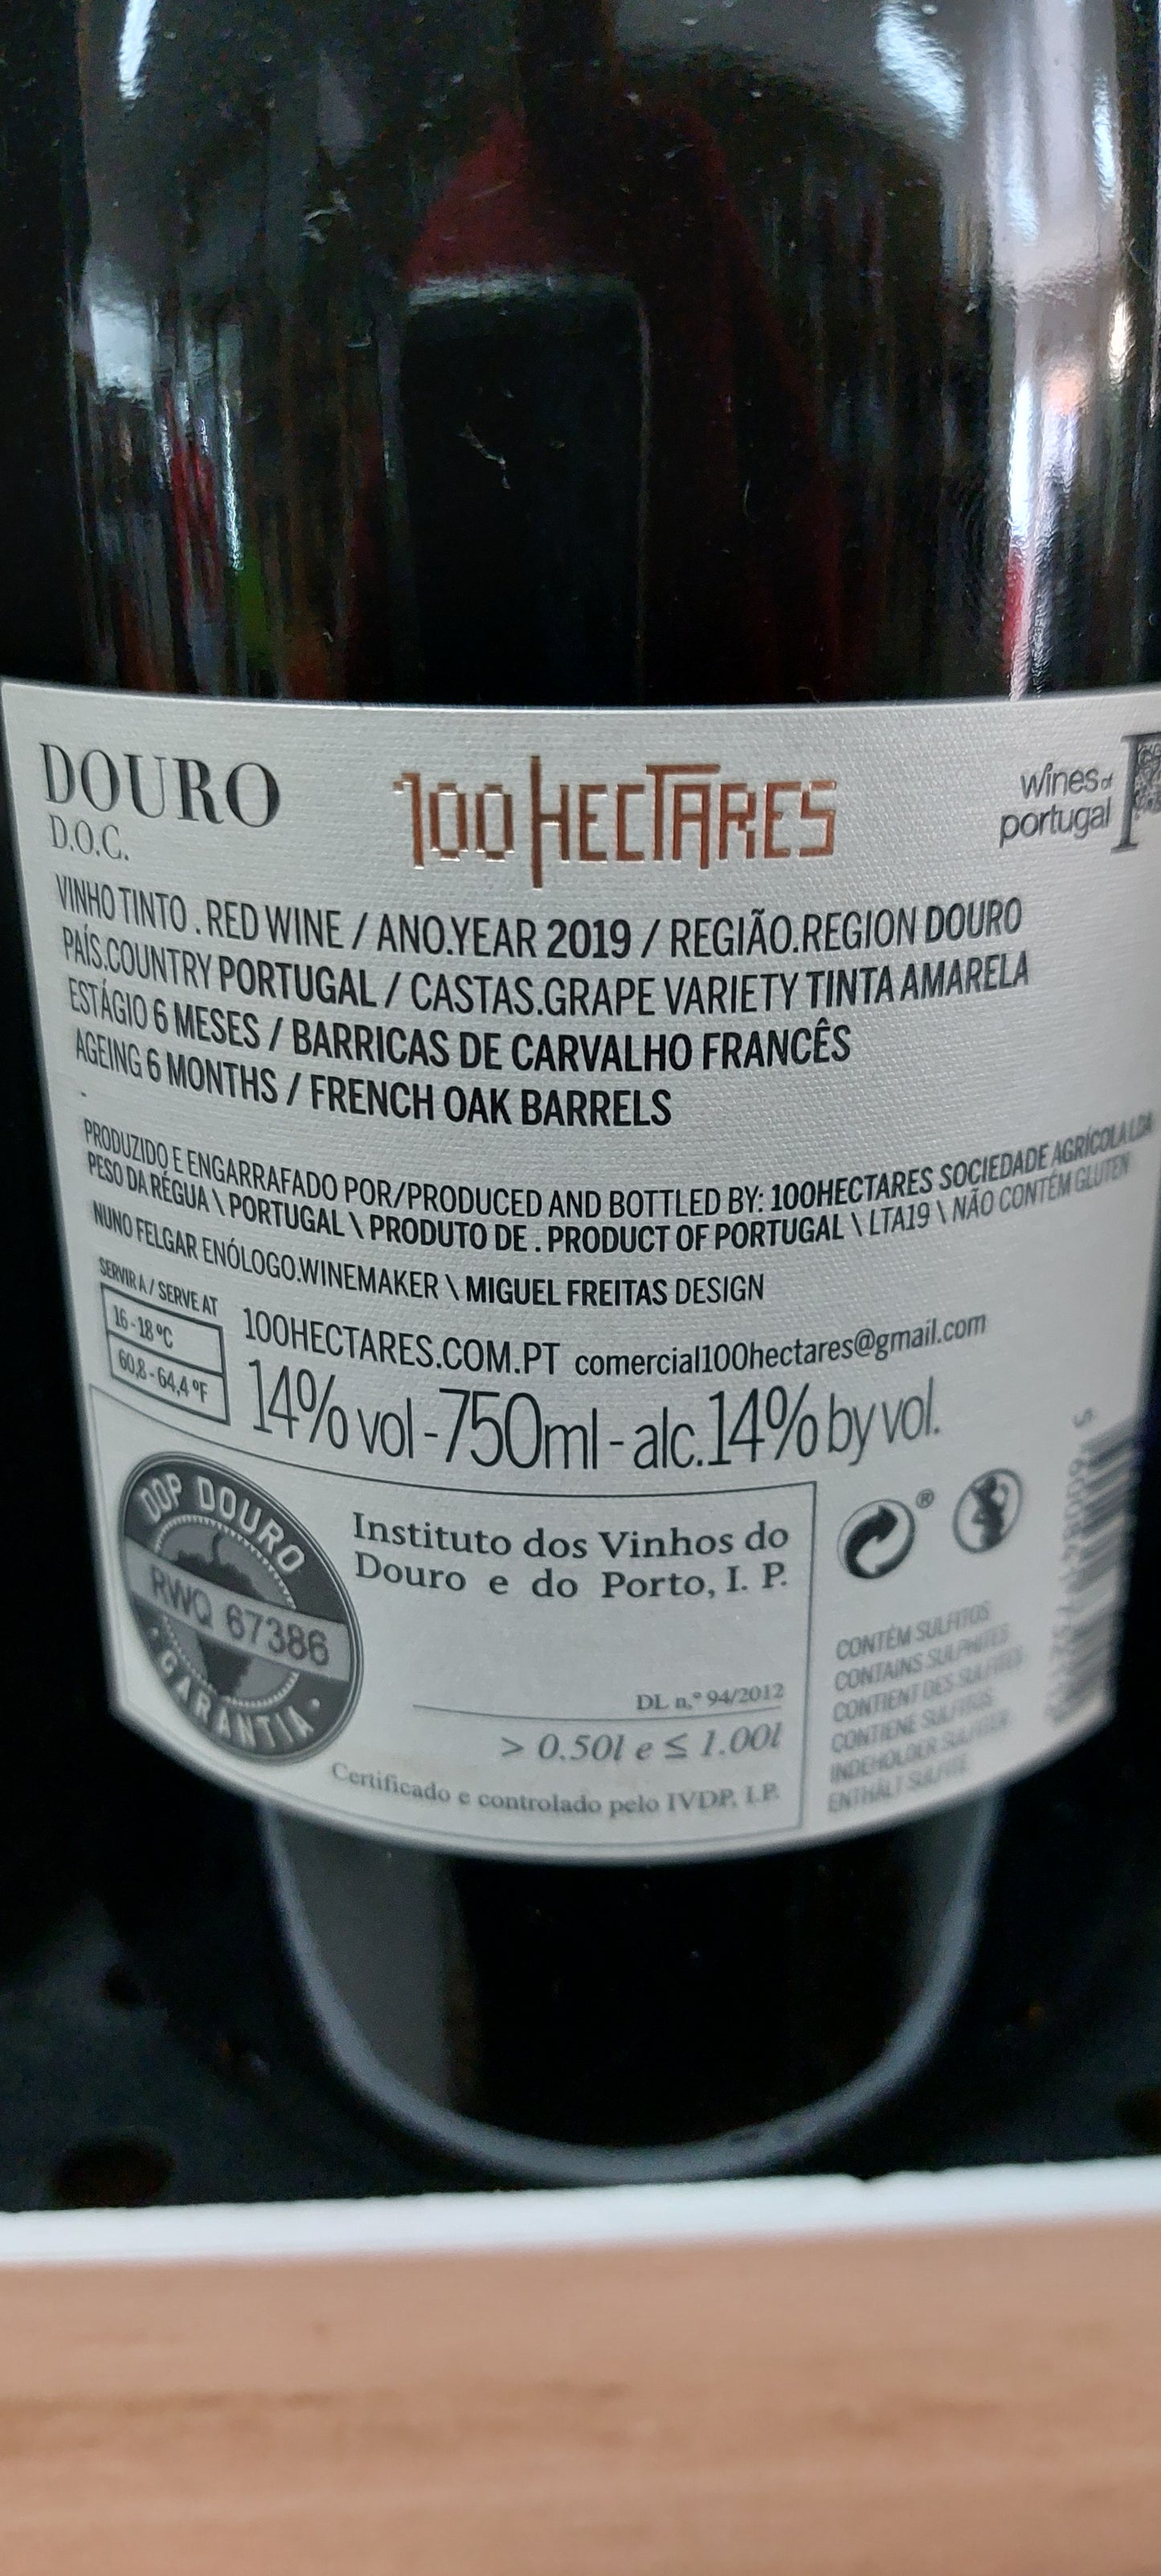 DOURO
D.O.C.
100HECTARES
wines of
portugal
VINHO TINTO . RED WINE / ANO.YEAR 2019 / REGIÃO.REGION DOURO
PAÍS.COUNTRY PORTUGAL / CASTAS.GRAPE VARIETY TINTA AMARELA
ESTÁGIO 6 MESES / BARRICAS DE CARVALHO FRANCÊS
AGEING 6 MONTHS / FRENCH OAK BARRELS
-
PRODUZIDO E ENGARRAFADO POR/PRODUCED AND BOTTLED BY: 100HECTARES SOCIEDADE AGRÍCOLA LDA
PESO DA RÉGUA \ PORTUGAL \ PRODUTO DE . PRODUCT OF PORTUGAL \ LTA19 \ NÃO CONTÉM GLUTEN
NUNO FELGAR ENÓLOGO.WINEMAKER \ MIGUEL FREITAS DESIGN
SERVIR A / SERVE AT
16-18 ºC
60,8-64,4 ºF
100HECTARES.COM.PT comercial100hectares@gmail.com
14% vol - 750ml - alc.14% by vol.
DOP DOURO
RWQ 67386
GARANTIA
Instituto dos Vinhos do
Douro e do Porto, I. P.
DL n.º 94/2012
> 0.50l e ≤ 1.00l
Certificado e controlado pelo IVDP, I.P.
®
CONTÉM SULFITOS
CONTAINS SULPHITES
CONTIENT DES SULFITES
CONTIENE SULFITOS
INDEHOLDER SULFITER
ENTHÄLT SULFITE